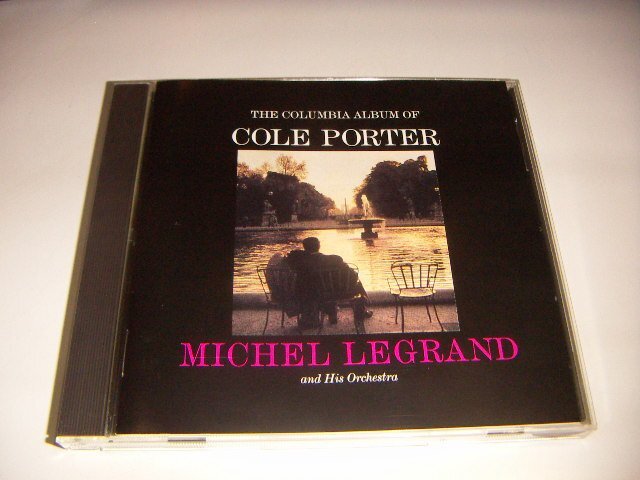 THE COLUMBIA ALBUM OF
COLE PORTER
MICHEL LEGRAND
and His Orchestra